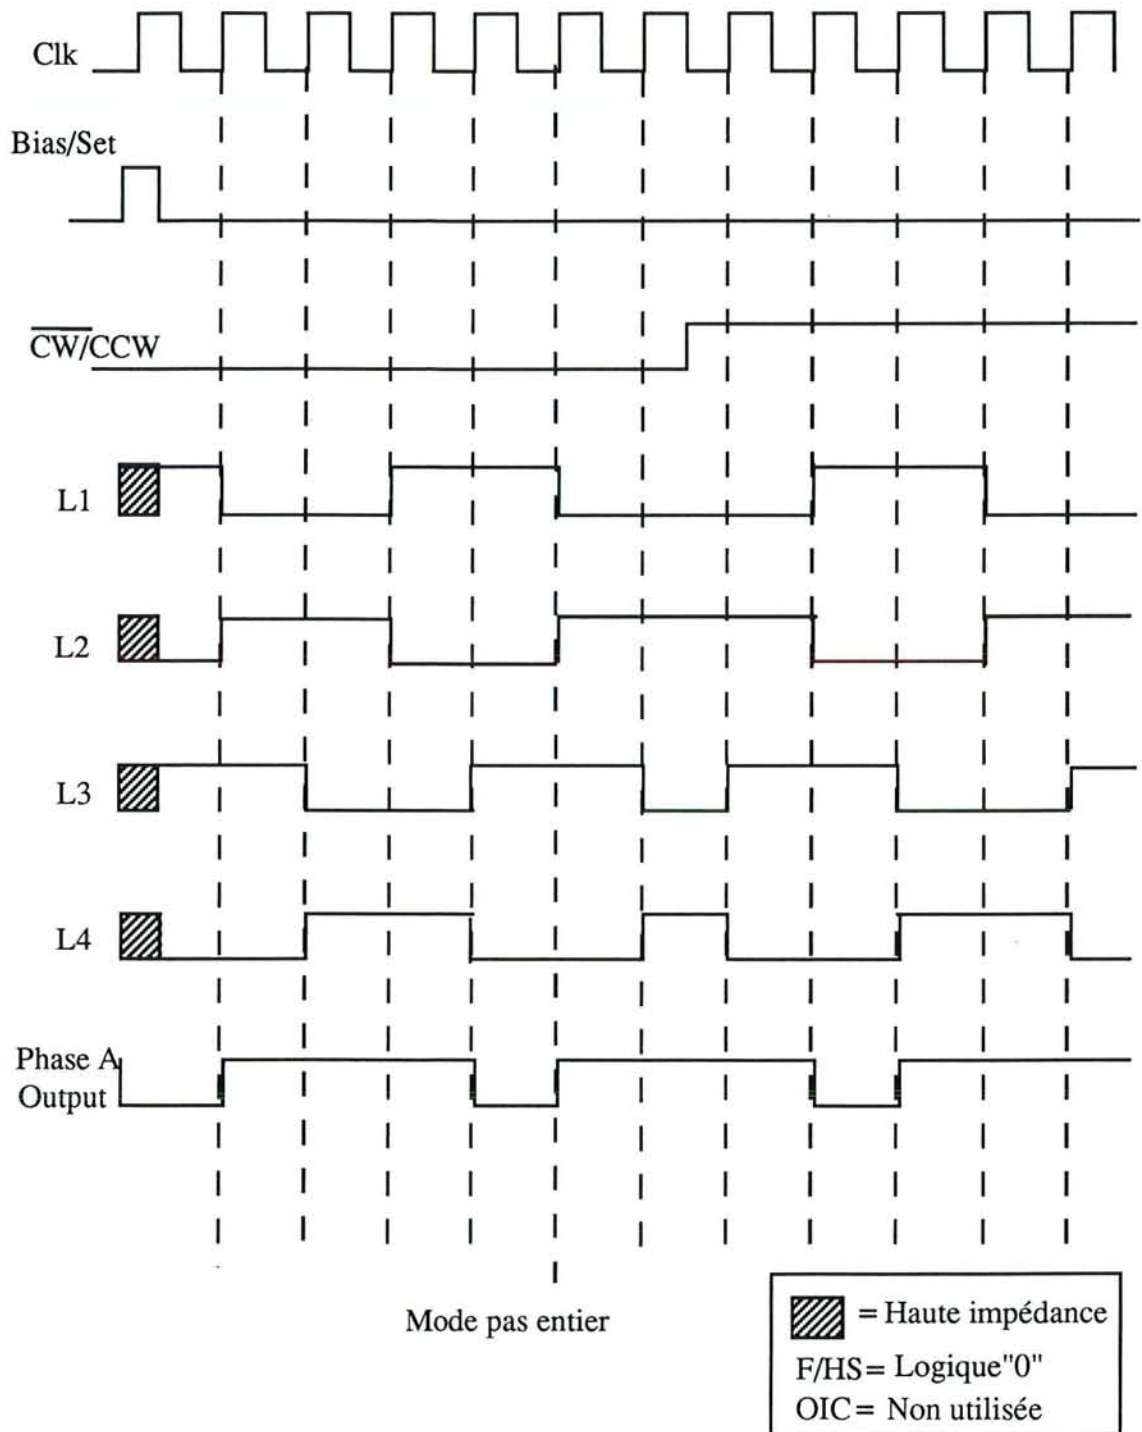 Clk
Bias/Set
CW/CCW
L1
L2
L3
L4
Phase A
Output
Mode pas entier
= Haute impédance
F/HS= Logique"0"
OIC= Non utilisée